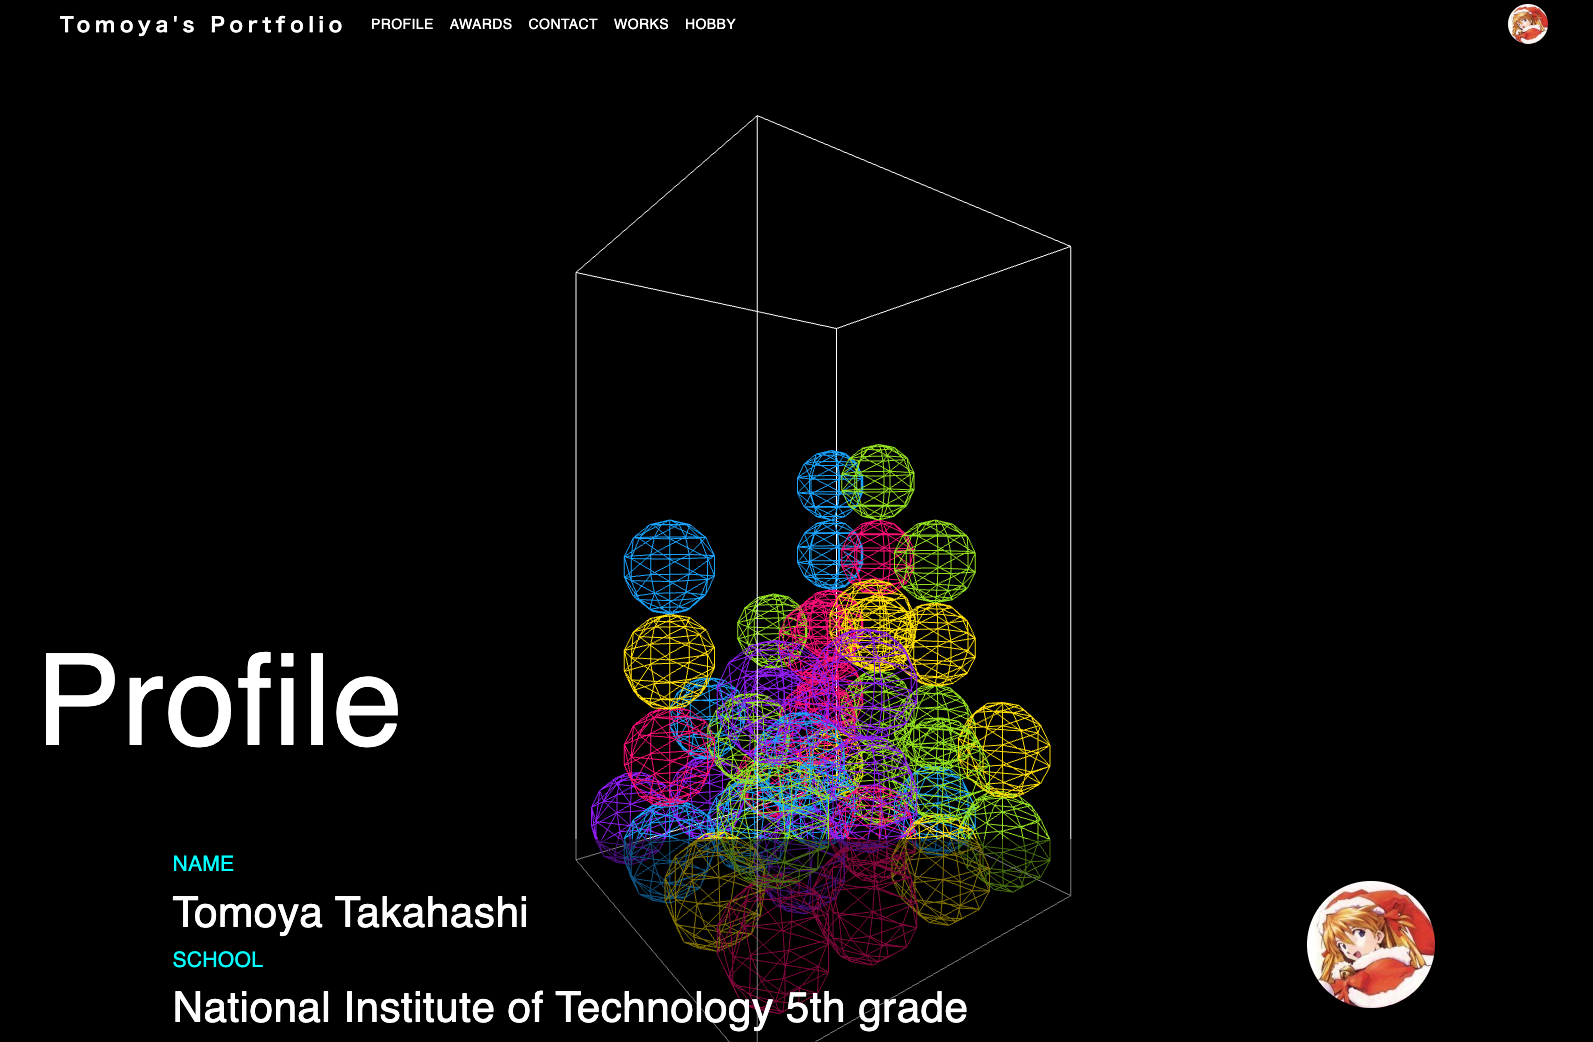 Tomoya's Portfolio PROFILE AWARDS CONTACT WORKS HOBBY
Profile
NAME
Tomoya Takahashi
SCHOOL
National Institute of Technology 5th grade